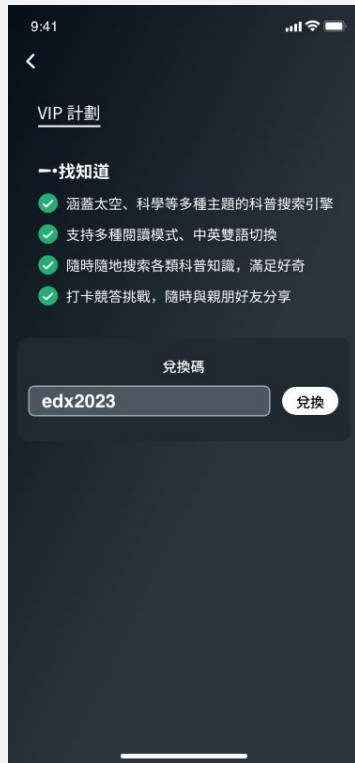 9:41
VIP 計劃
一·找知道
涵蓋太空、科學等多種主題的科普搜索引擎
支持多種閱讀模式、中英雙語切換
隨時隨地搜索各類科普知識，滿足好奇
打卡競答挑戰，隨時與親朋好友分享
兌換碼
edx2023
兌換